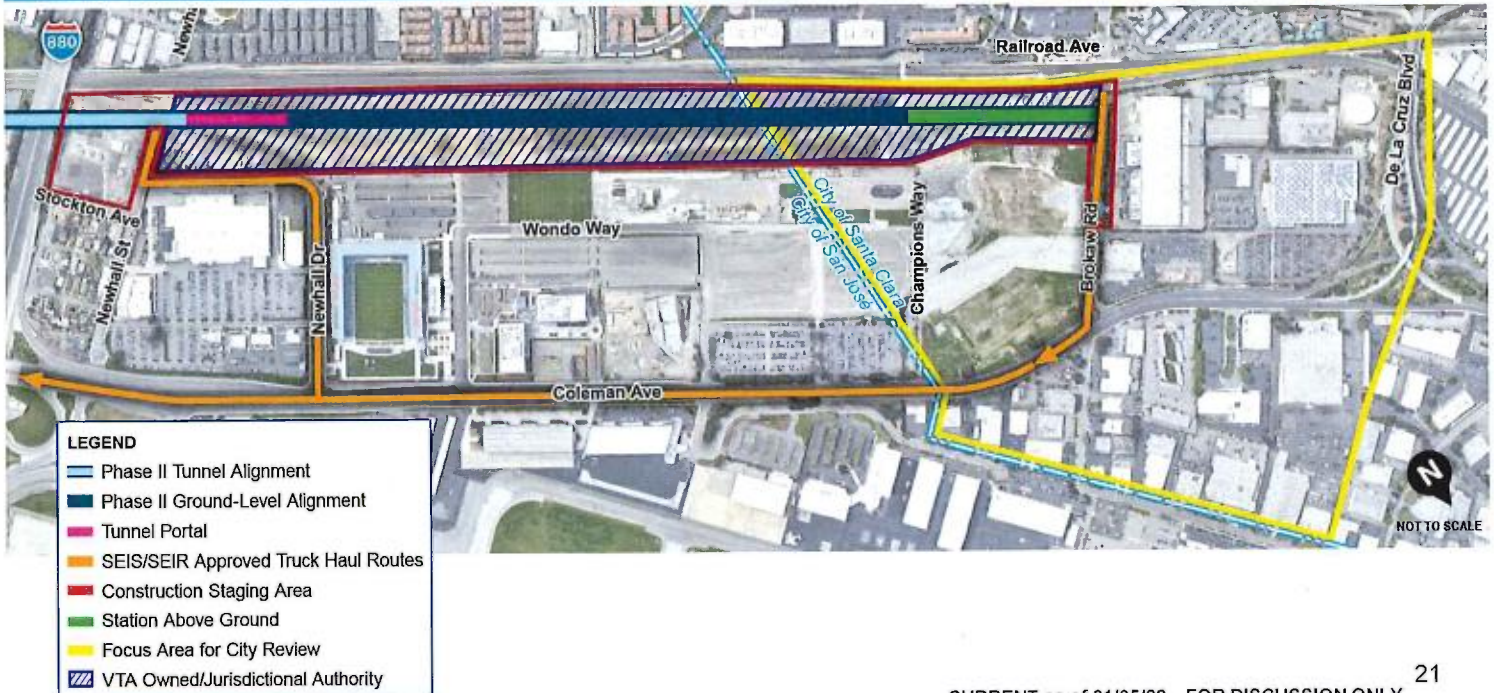 880
Newha
Railroad Ave
De La Cruz Blvd
Stockton Ave
Newhall St
Newhall Dr
Wondo Way
City of Santa Clara
City of San José
Champions Way
Brokaw Rd
Coleman Ave
N
NOT TO SCALE
LEGEND
Phase II Tunnel Alignment
Phase II Ground-Level Alignment
Tunnel Portal
SEIS/SEIR Approved Truck Haul Routes
Construction Staging Area
Station Above Ground
Focus Area for City Review
VTA Owned/Jurisdictional Authority
21